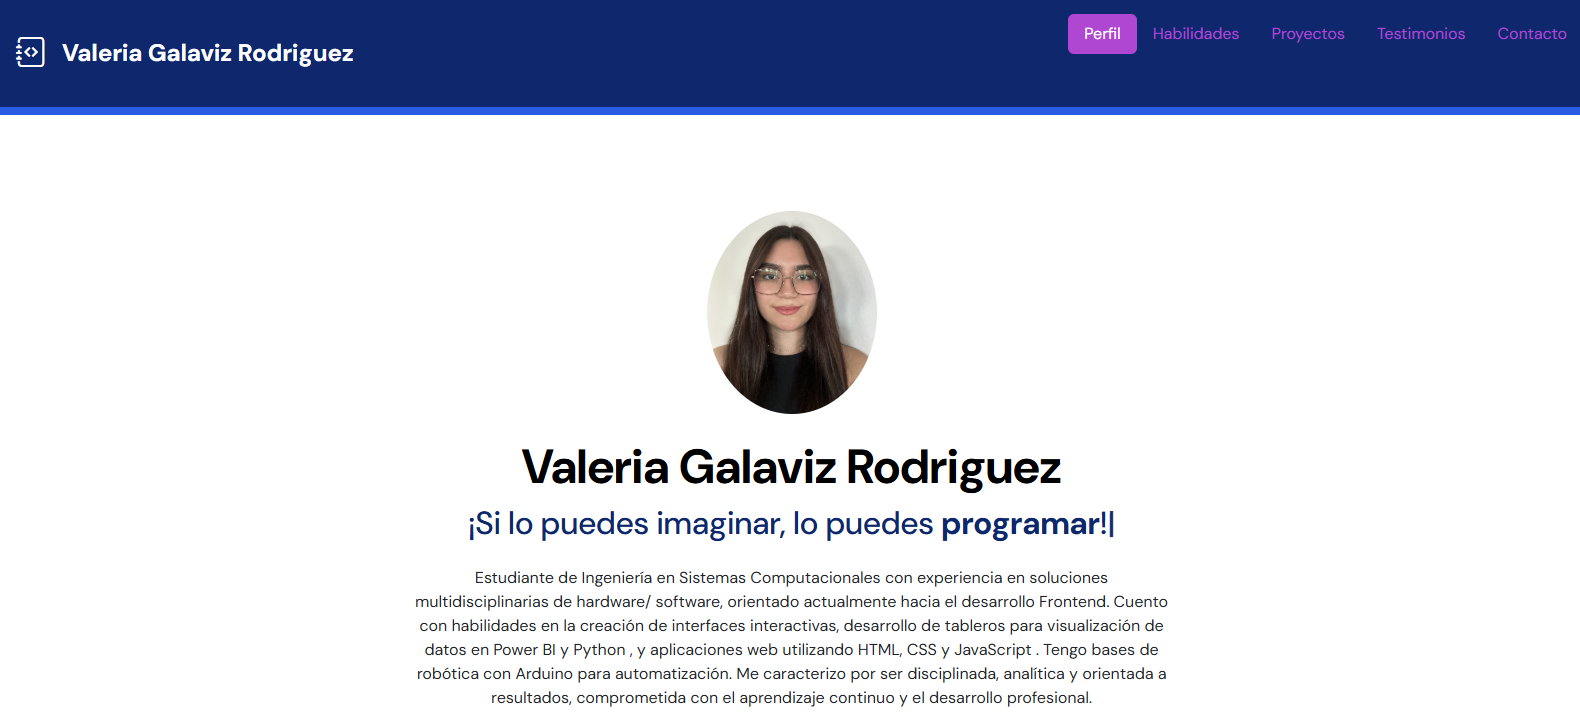 Valeria Galaviz Rodriguez
Perfil Habilidades Proyectos Testimonios Contacto
Valeria Galaviz Rodriguez
¡Si lo puedes imaginar, lo puedes programar!|
Estudiante de Ingeniería en Sistemas Computacionales con experiencia en soluciones
multidisciplinarias de hardware/ software, orientado actualmente hacia el desarrollo Frontend. Cuento
con habilidades en la creación de interfaces interactivas, desarrollo de tableros para visualización de
datos en Power BI y Python , y aplicaciones web utilizando HTML, CSS y JavaScript . Tengo bases de
robótica con Arduino para automatización. Me caracterizo por ser disciplinada, analítica y orientada a
resultados, comprometida con el aprendizaje continuo y el desarrollo profesional.